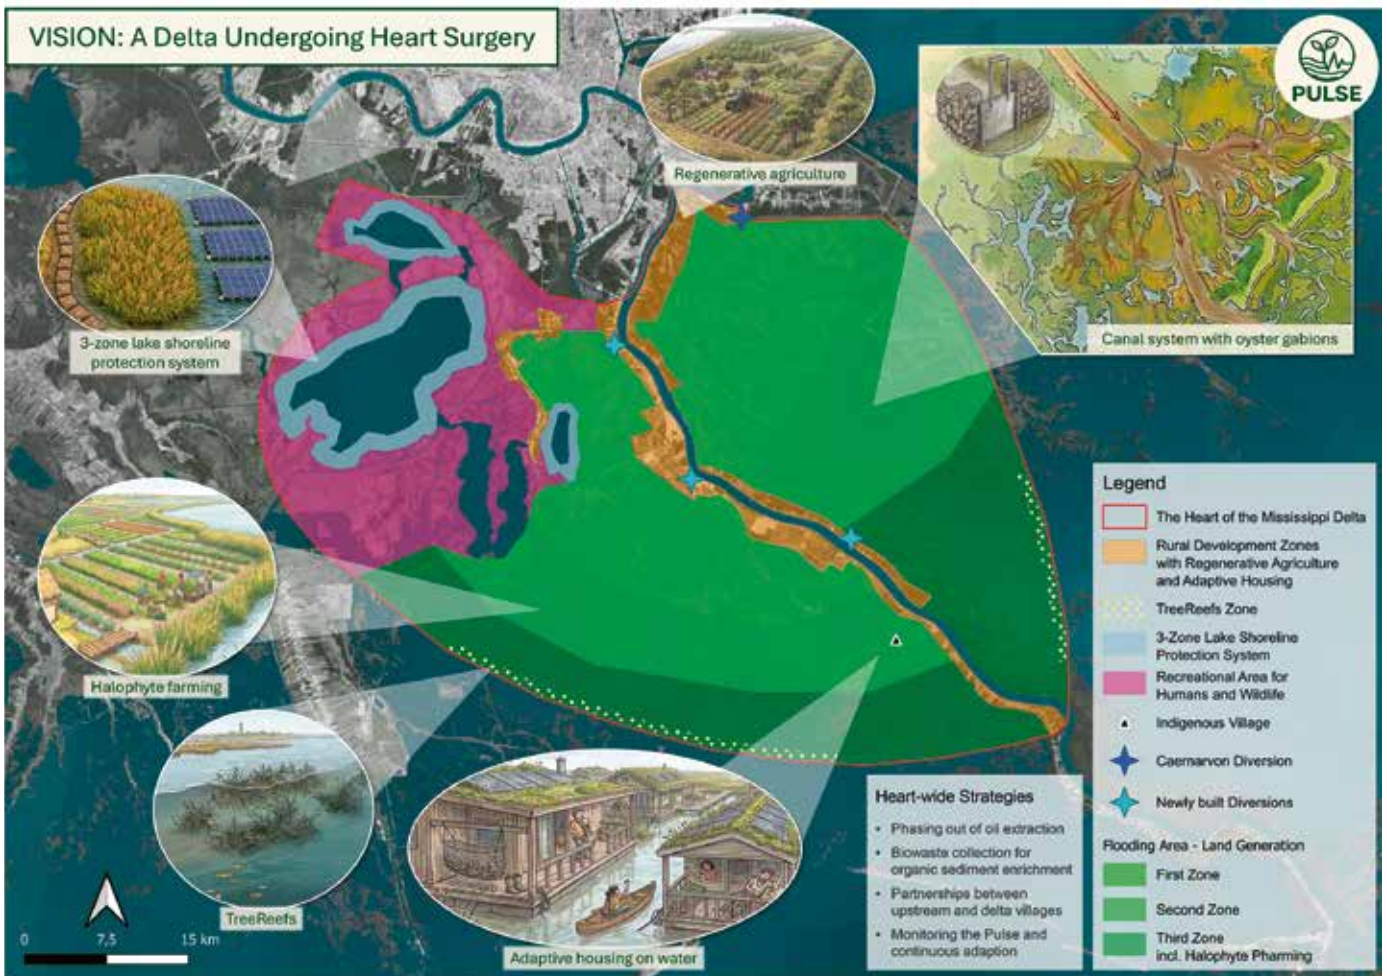 VISION: A Delta Undergoing Heart Surgery
PULSE
Regenerative agriculture
Canal system with oyster gabions
3-zone lake shoreline
protection system
Halophyte farming
TreeReefs
Adaptive housing on water
0 7,5 15 km
Heart-wide Strategies
• Phasing out of oil extraction
• Biowaste collection for
organic sediment enrichment
• Partnerships between
upstream and delta villages
• Monitoring the Pulse and
continuous adaption
Legend
The Heart of the Mississippi Delta
Rural Development Zones
with Regenerative Agriculture
and Adaptive Housing
TreeReefs Zone
3-Zone Lake Shoreline
Protection System
Recreational Area for
Humans and Wildlife
Indigenous Village
Caernarvon Diversion
Newly built Diversions
Flooding Area - Land Generation
First Zone
Second Zone
Third Zone
incl. Halophyte Pharming